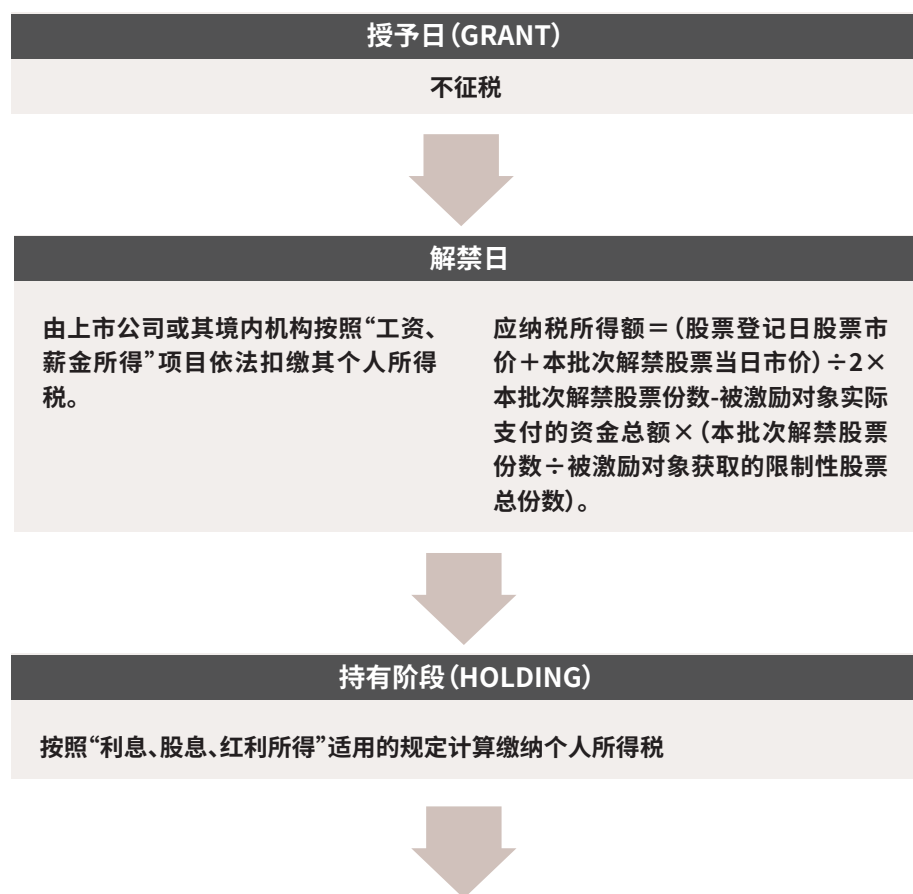 授予日（GRANT）
不征税
解禁日
由上市公司或其境内机构按照“工资、
薪金所得”项目依法扣缴其个人所得
税。
应纳税所得额＝（股票登记日股票市
价＋本批次解禁股票当日市价）÷2×
本批次解禁股票份数-被激励对象实际
支付的资金总额×（本批次解禁股票
份数÷被激励对象获取的限制性股票
总份数）。
持有阶段（HOLDING）
按照“利息、股息、红利所得”适用的规定计算缴纳个人所得税